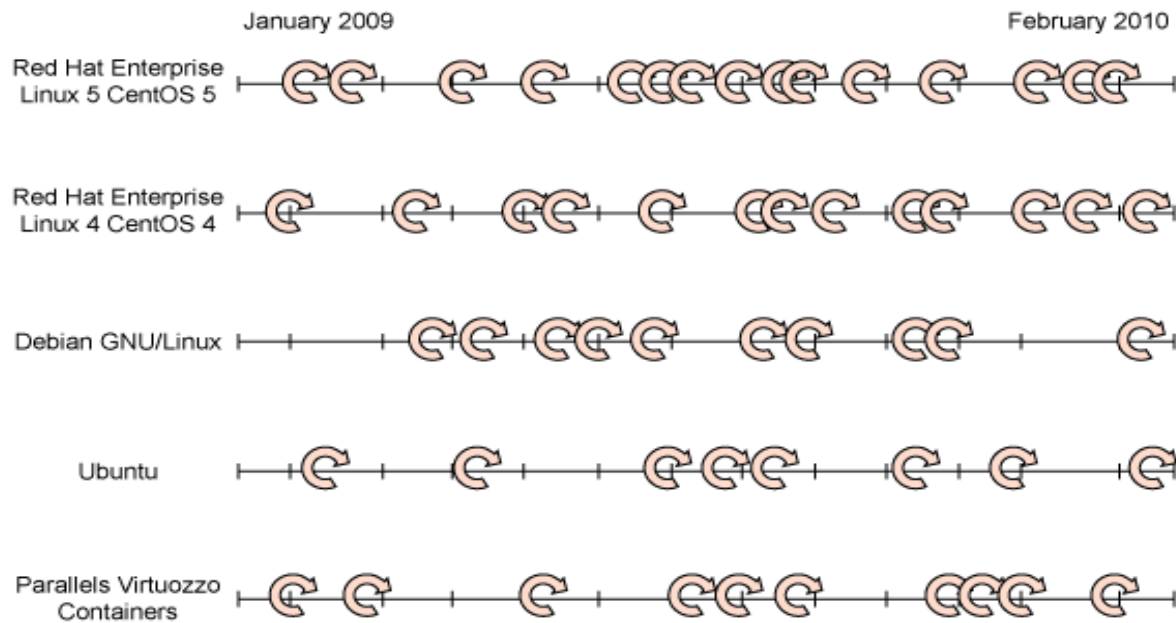 January 2009
February 2010
Red Hat Enterprise
Linux 5 CentOS 5
Red Hat Enterprise
Linux 4 CentOS 4
Debian GNU/Linux
Ubuntu
Parallels Virtuozzo
Containers